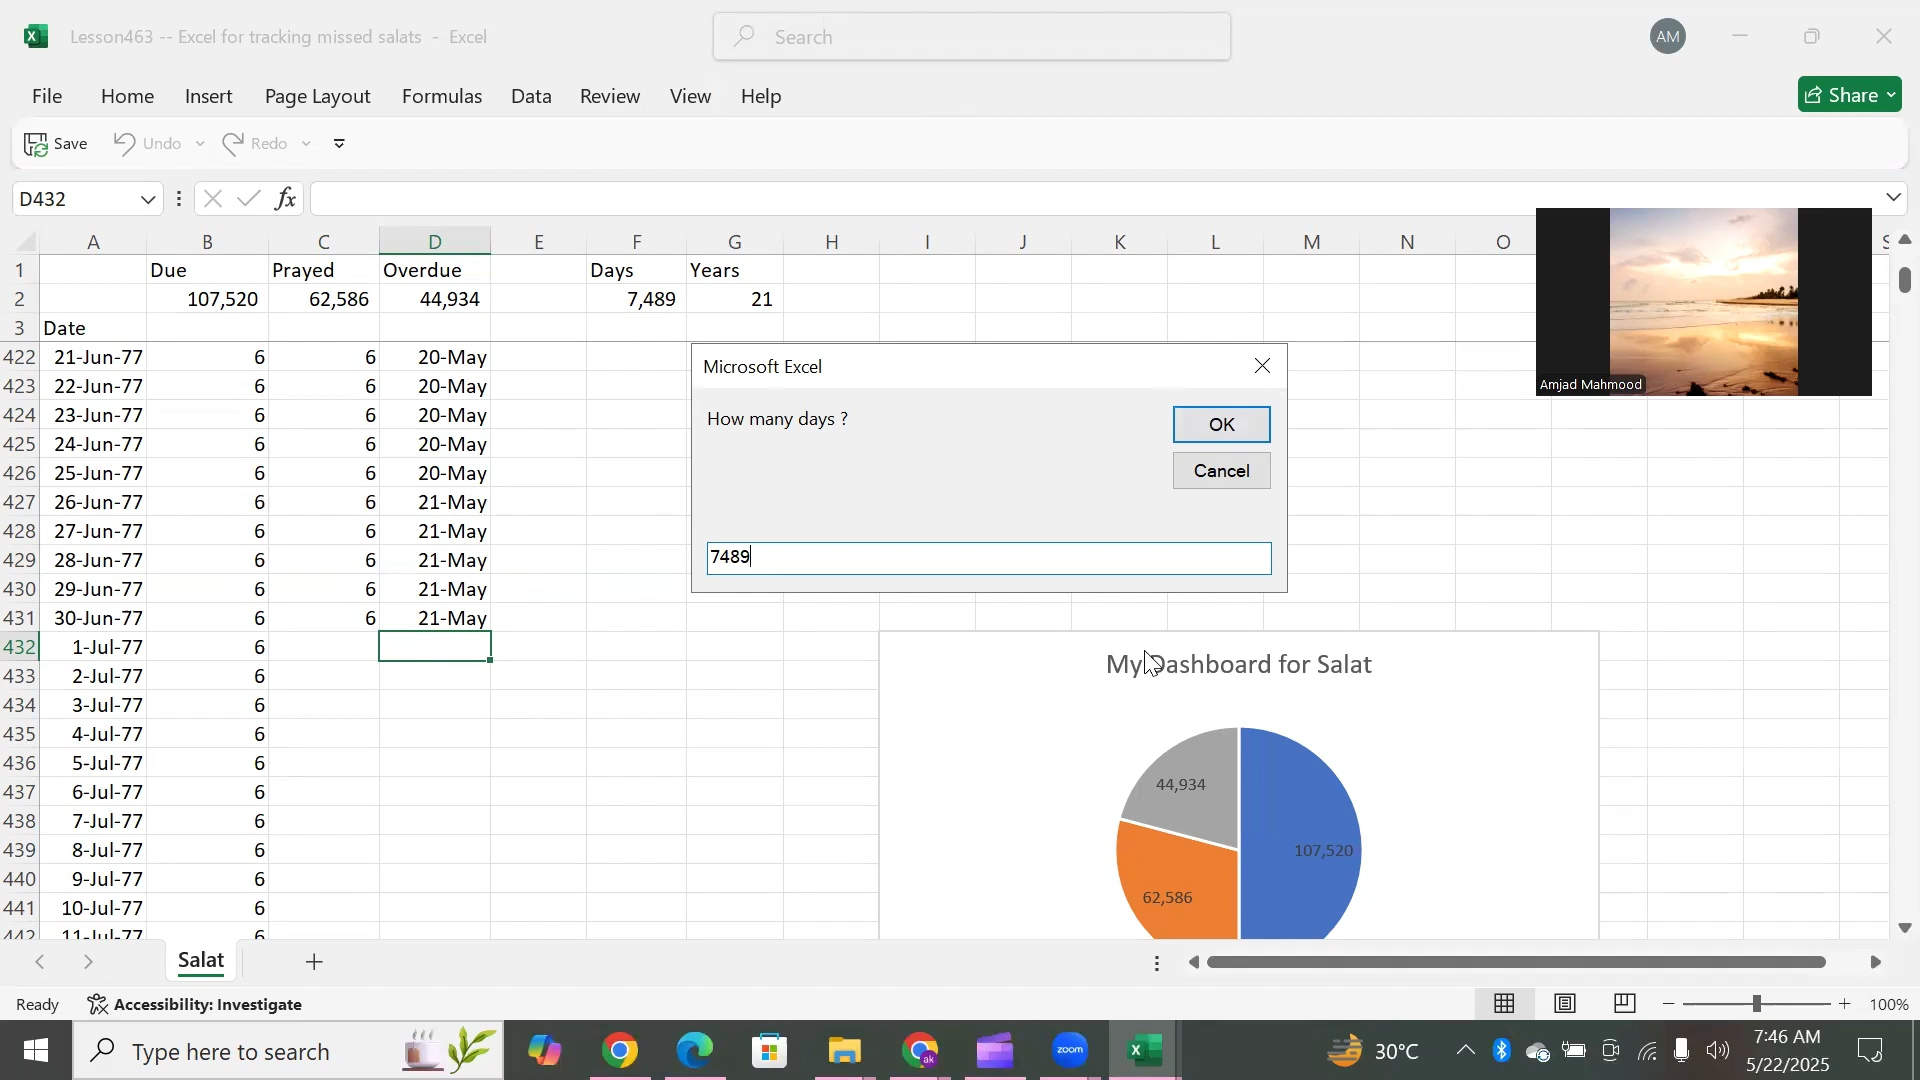 Lesson463 -- Excel for tracking missed salats - Excel
Search
AM
File Home Insert Page Layout Formulas Data Review View Help
Share
Save Undo Redo
D432 fx
A B C D E F G H I J K L M N O S
1 Due Prayed Overdue Days Years
2 107,520 62,586 44,934 7,489 21
3 Date
422 21-Jun-77 6 6 20-May
423 22-Jun-77 6 6 20-May
424 23-Jun-77 6 6 20-May
425 24-Jun-77 6 6 20-May
426 25-Jun-77 6 6 20-May
427 26-Jun-77 6 6 21-May
428 27-Jun-77 6 6 21-May
429 28-Jun-77 6 6 21-May
430 29-Jun-77 6 6 21-May
431 30-Jun-77 6 6 21-May
432 1-Jul-77 6
433 2-Jul-77 6
434 3-Jul-77 6
435 4-Jul-77 6
436 5-Jul-77 6
437 6-Jul-77 6
438 7-Jul-77 6
439 8-Jul-77 6
440 9-Jul-77 6
441 10-Jul-77 6
442 11-Jul-77 6
Microsoft Excel
How many days ?
OK
Cancel
7489
Amjad Mahmood
My Dashboard for Salat
44,934
107,520
62,586
Salat
Ready Accessibility: Investigate 100%
Type here to search
ak
zoom
30°C
7:46 AM
5/22/2025